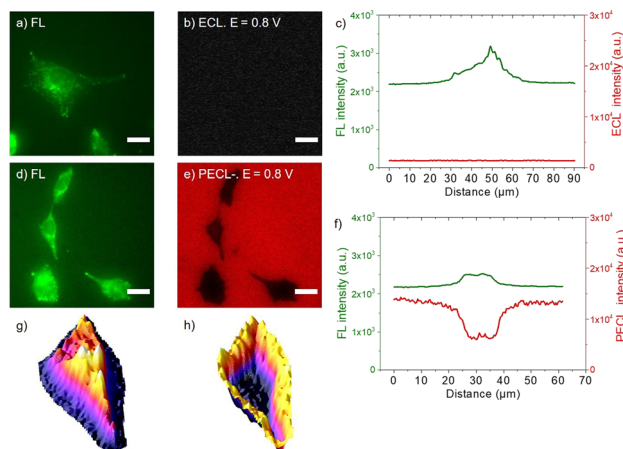 a) FL
b) ECL. E = 0.8 V
c)
FL intensity (a.u.)
4x10³
3x10³
2x10³
1x10³
0
3x10⁴
2x10⁴
1x10⁴
0
ECL intensity (a.u.)
0 10 20 30 40 50 60 70 80 90
Distance (µm)
d) FL
e) PECL-. E = 0.8 V
f)
FL intensity (a.u.)
4x10³
3x10³
2x10³
1x10³
0
3x10⁴
2x10⁴
1x10⁴
0
PECL intensity (a.u.)
0 10 20 30 40 50 60 70
Distance (µm)
g)
h)